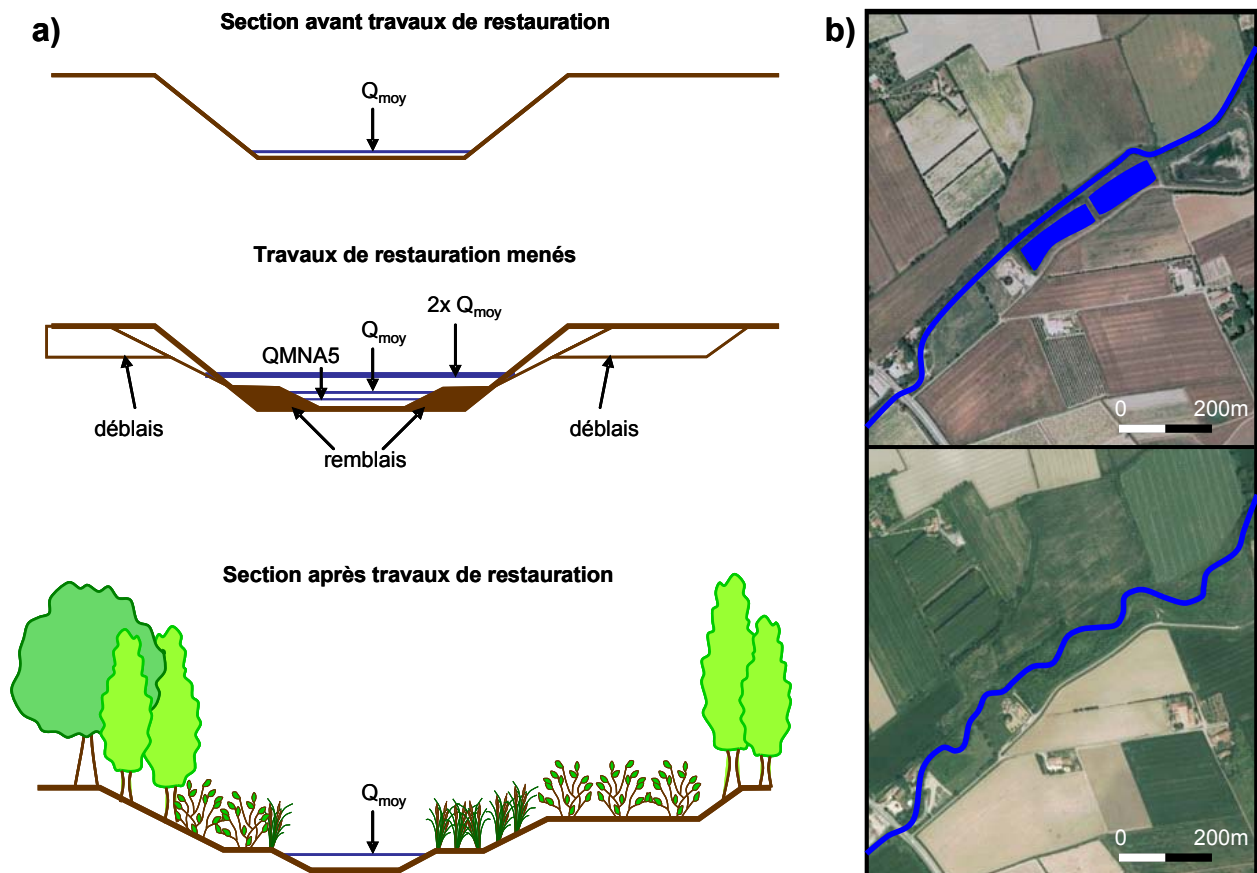 a)
Section avant travaux de restauration
Qmoy
Travaux de restauration menés
2x Qmoy
Qmoy
QMNA5
déblais
remblais
déblais
Section après travaux de restauration
Qmoy
b)
0 200m
0 200m